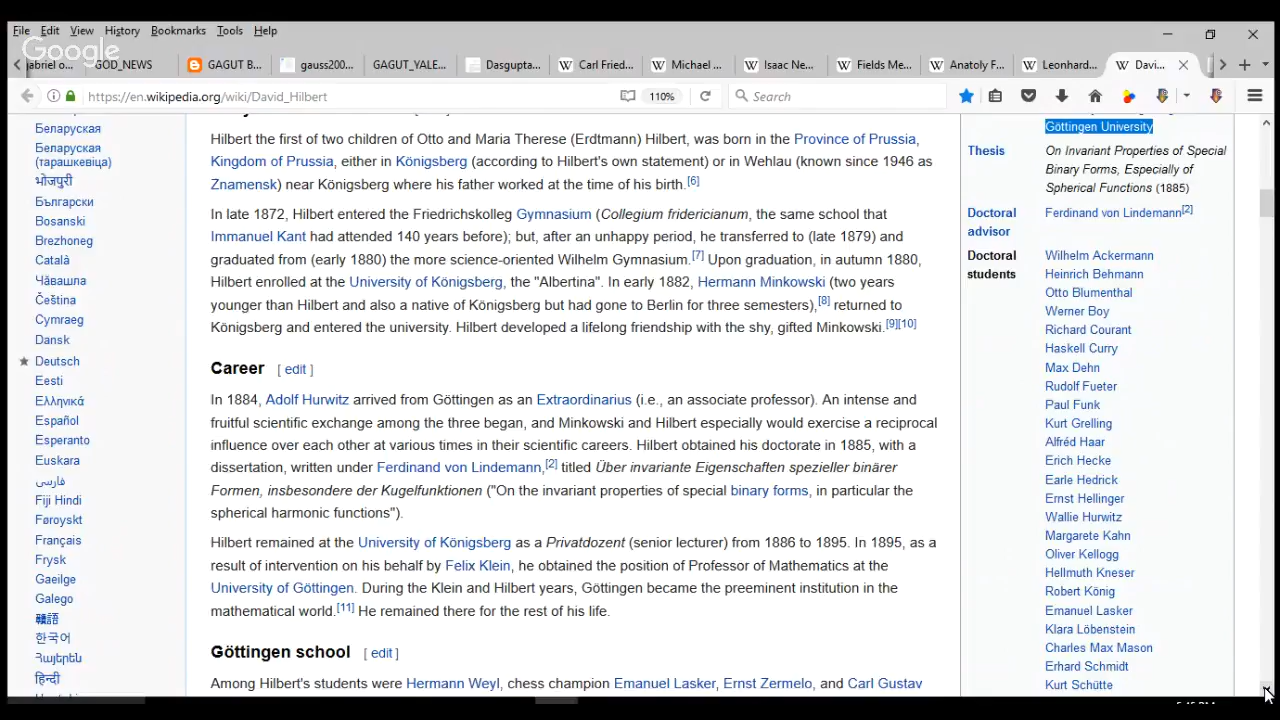 File Edit View History Bookmarks Tools Help
Google
abriel o... GOD_NEWS GAGUT B... gauss200... GAGUT_YALE... Dasgupta... Carl Fried... Michael ... Isaac Ne... Fields Me... Anatoly F... Leonhard... Davi...
https://en.wikipedia.org/wiki/David_Hilbert 110% Search
Беларуская
Беларуская
(тарашкевіца)
भोजपुरी
Български
Bosanski
Brezhoneg
Català
Чӑвашла
Čeština
Cymraeg
Dansk
Deutsch
Eesti
Ελληνικά
Español
Esperanto
Euskara
فارسی
Fiji Hindi
Føroyskt
Français
Frysk
Gaeilge
Galego
贛語
한국어
Հայերեն
हिन्दी
Hilbert the first of two children of Otto and Maria Therese (Erdtmann) Hilbert, was born in the Province of Prussia,
Kingdom of Prussia, either in Königsberg (according to Hilbert's own statement) or in Wehlau (known since 1946 as
Znamensk) near Königsberg where his father worked at the time of his birth.[6]
In late 1872, Hilbert entered the Friedrichskolleg Gymnasium (Collegium fridericianum, the same school that
Immanuel Kant had attended 140 years before); but, after an unhappy period, he transferred to (late 1879) and
graduated from (early 1880) the more science-oriented Wilhelm Gymnasium.[7] Upon graduation, in autumn 1880,
Hilbert enrolled at the University of Königsberg, the "Albertina". In early 1882, Hermann Minkowski (two years
younger than Hilbert and also a native of Königsberg but had gone to Berlin for three semesters),[8] returned to
Königsberg and entered the university. Hilbert developed a lifelong friendship with the shy, gifted Minkowski.[9][10]
Career [ edit ]
In 1884, Adolf Hurwitz arrived from Göttingen as an Extraordinarius (i.e., an associate professor). An intense and
fruitful scientific exchange among the three began, and Minkowski and Hilbert especially would exercise a reciprocal
influence over each other at various times in their scientific careers. Hilbert obtained his doctorate in 1885, with a
dissertation, written under Ferdinand von Lindemann,[2] titled Über invariante Eigenschaften spezieller binärer
Formen, insbesondere der Kugelfunktionen ("On the invariant properties of special binary forms, in particular the
spherical harmonic functions").
Hilbert remained at the University of Königsberg as a Privatdozent (senior lecturer) from 1886 to 1895. In 1895, as a
result of intervention on his behalf by Felix Klein, he obtained the position of Professor of Mathematics at the
University of Göttingen. During the Klein and Hilbert years, Göttingen became the preeminent institution in the
mathematical world.[11] He remained there for the rest of his life.
Göttingen school [ edit ]
Among Hilbert's students were Hermann Weyl, chess champion Emanuel Lasker, Ernst Zermelo, and Carl Gustav
Göttingen University
Thesis On Invariant Properties of Special
Binary Forms, Especially of
Spherical Functions (1885)
Doctoral Ferdinand von Lindemann[2]
advisor
Doctoral Wilhelm Ackermann
students Heinrich Behmann
Otto Blumenthal
Werner Boy
Richard Courant
Haskell Curry
Max Dehn
Rudolf Fueter
Paul Funk
Kurt Grelling
Alfréd Haar
Erich Hecke
Earle Hedrick
Ernst Hellinger
Wallie Hurwitz
Margarete Kahn
Oliver Kellogg
Hellmuth Kneser
Robert König
Emanuel Lasker
Klara Löbenstein
Charles Max Mason
Erhard Schmidt
Kurt Schütte